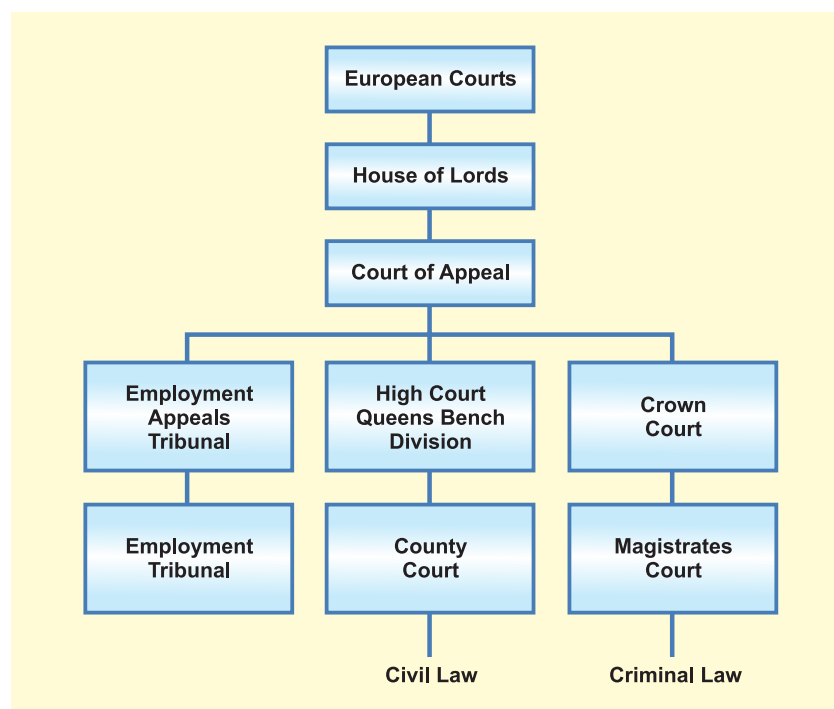 European Courts
House of Lords
Court of Appeal
Employment
Appeals
Tribunal
High Court
Queens Bench
Division
Crown
Court
Employment
Tribunal
County
Court
Magistrates
Court
Civil Law
Criminal Law